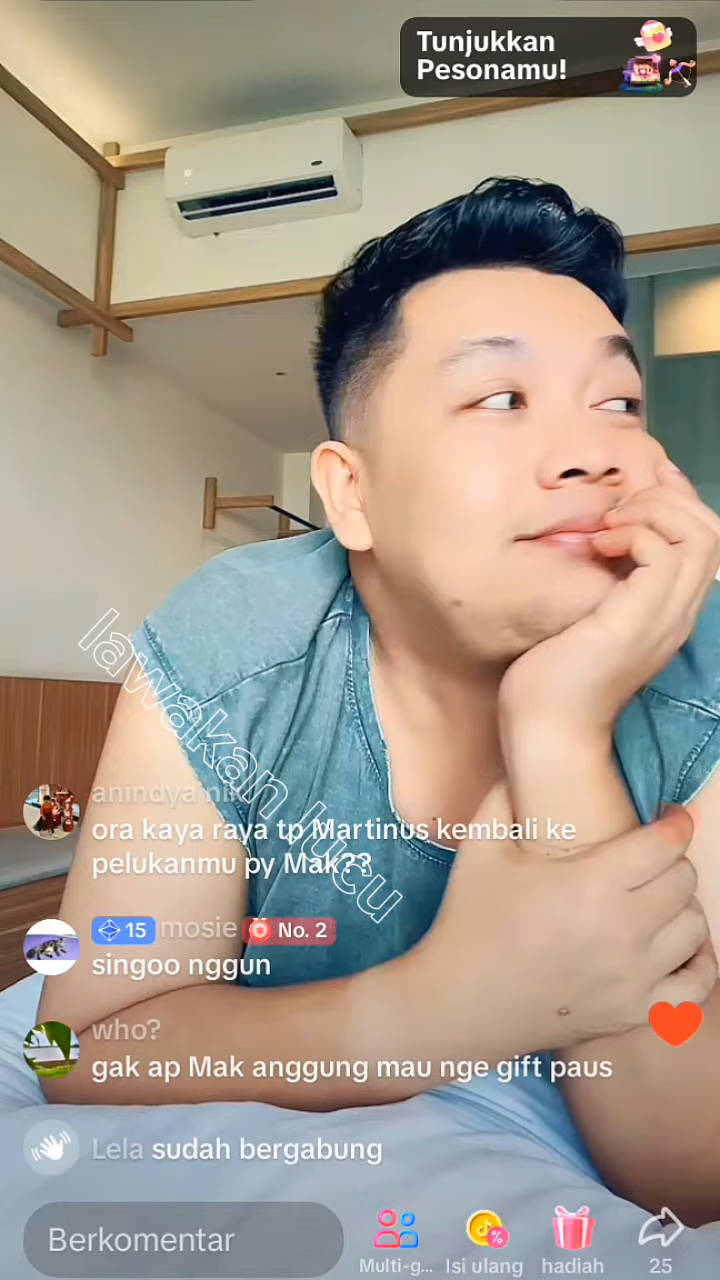 Tunjukkan
Pesonamu!
lawakan lucu
anindya nik
ora kaya raya tp Martinus kembali ke
pelukanmu py Mak??
15 mosie No. 2
singoo nggun
who?
gak ap Mak anggung mau nge gift paus
Lela sudah bergabung
Berkomentar
Multi-g...
Isi ulang
hadiah
25